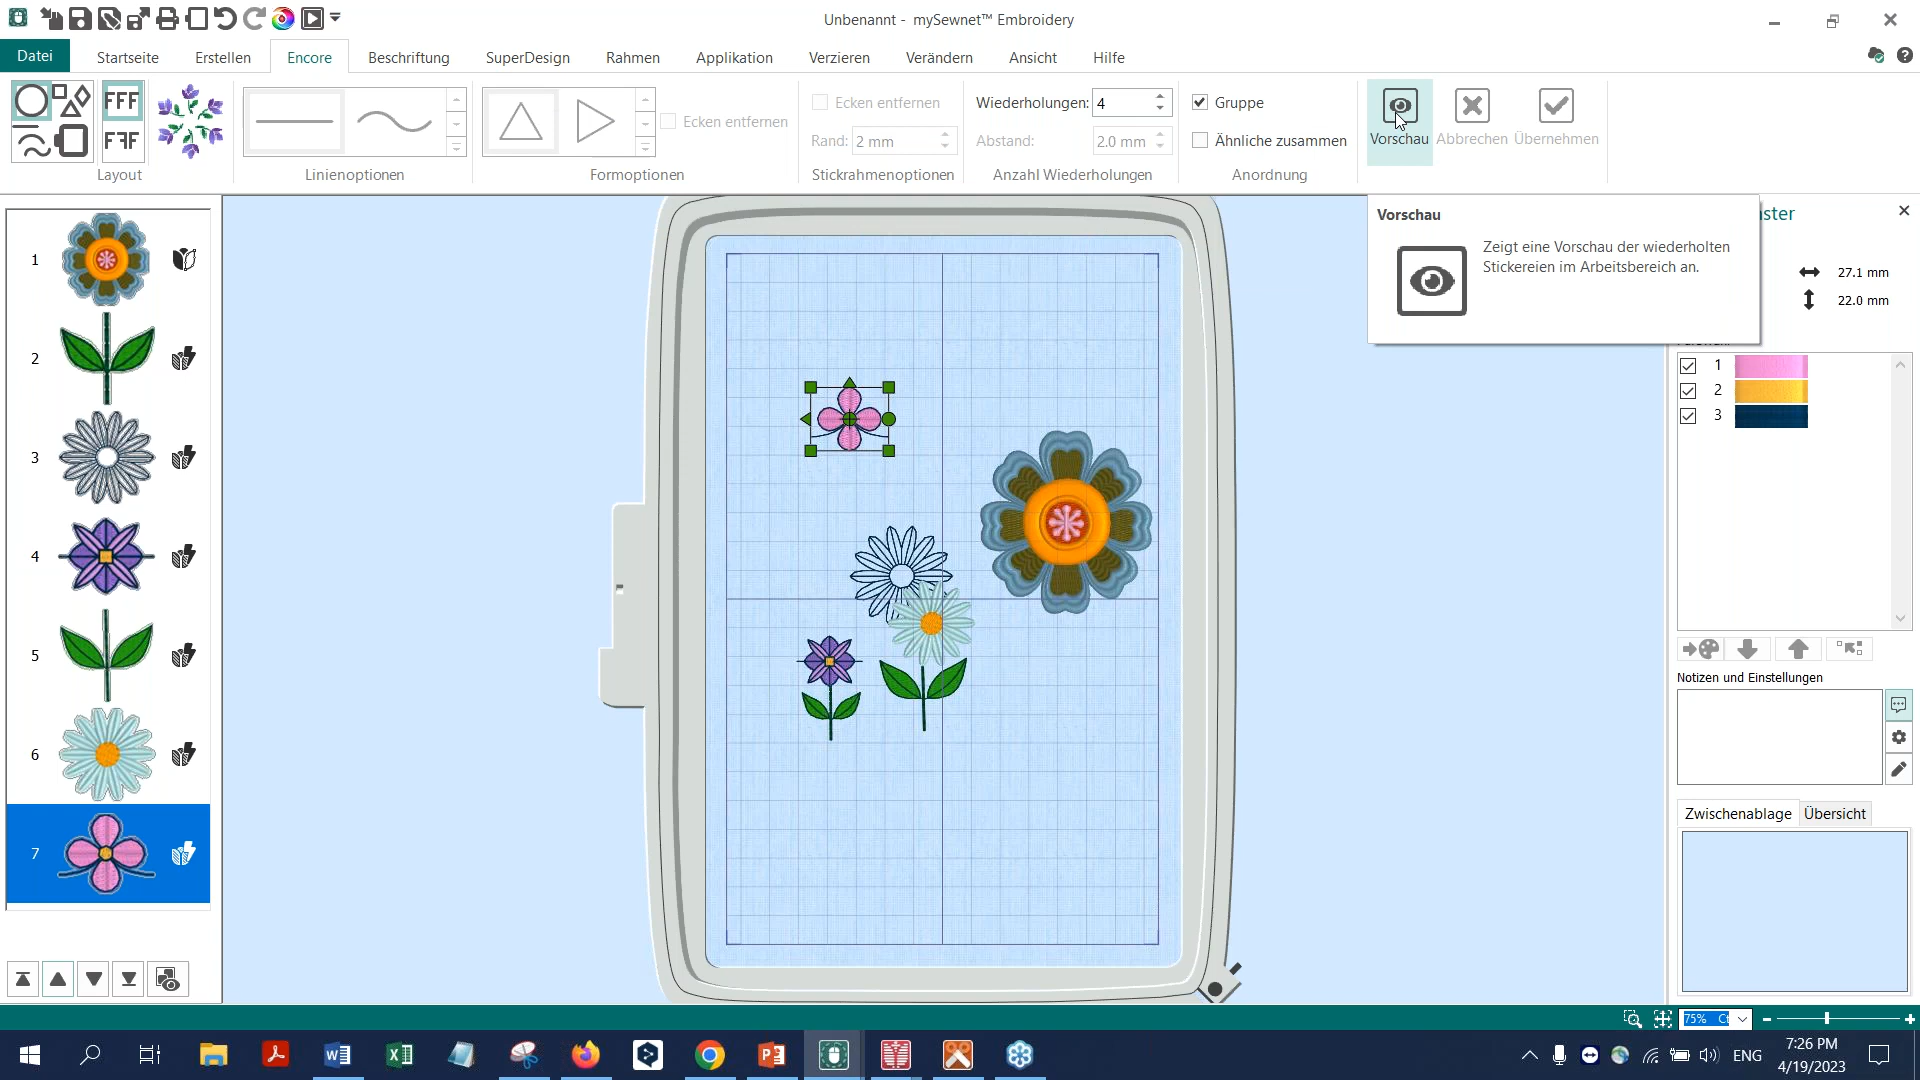 Unbenannt - mySewnet™ Embroidery
Datei Startseite Erstellen Encore Beschriftung SuperDesign Rahmen Applikation Verzieren Verändern Ansicht Hilfe
FFF
Ecken entfernen Wiederholungen: 4 Gruppe
Ecken entfernen
Rand: 2 mm Abstand: 2.0 mm Ähnliche zusammen
Vorschau Abbrechen Übernehmen
Layout Linienoptionen Formoptionen Stickrahmenoptionen Anzahl Wiederholungen Anordnung
Vorschau
Zeigt eine Vorschau der wiederholten
Stickereien im Arbeitsbereich an.
ster
27.1 mm
22.0 mm
1
2
3
4
5
6
7
1
2
3
Notizen und Einstellungen
Zwischenablage Übersicht
75%
ENG
7:26 PM
4/19/2023